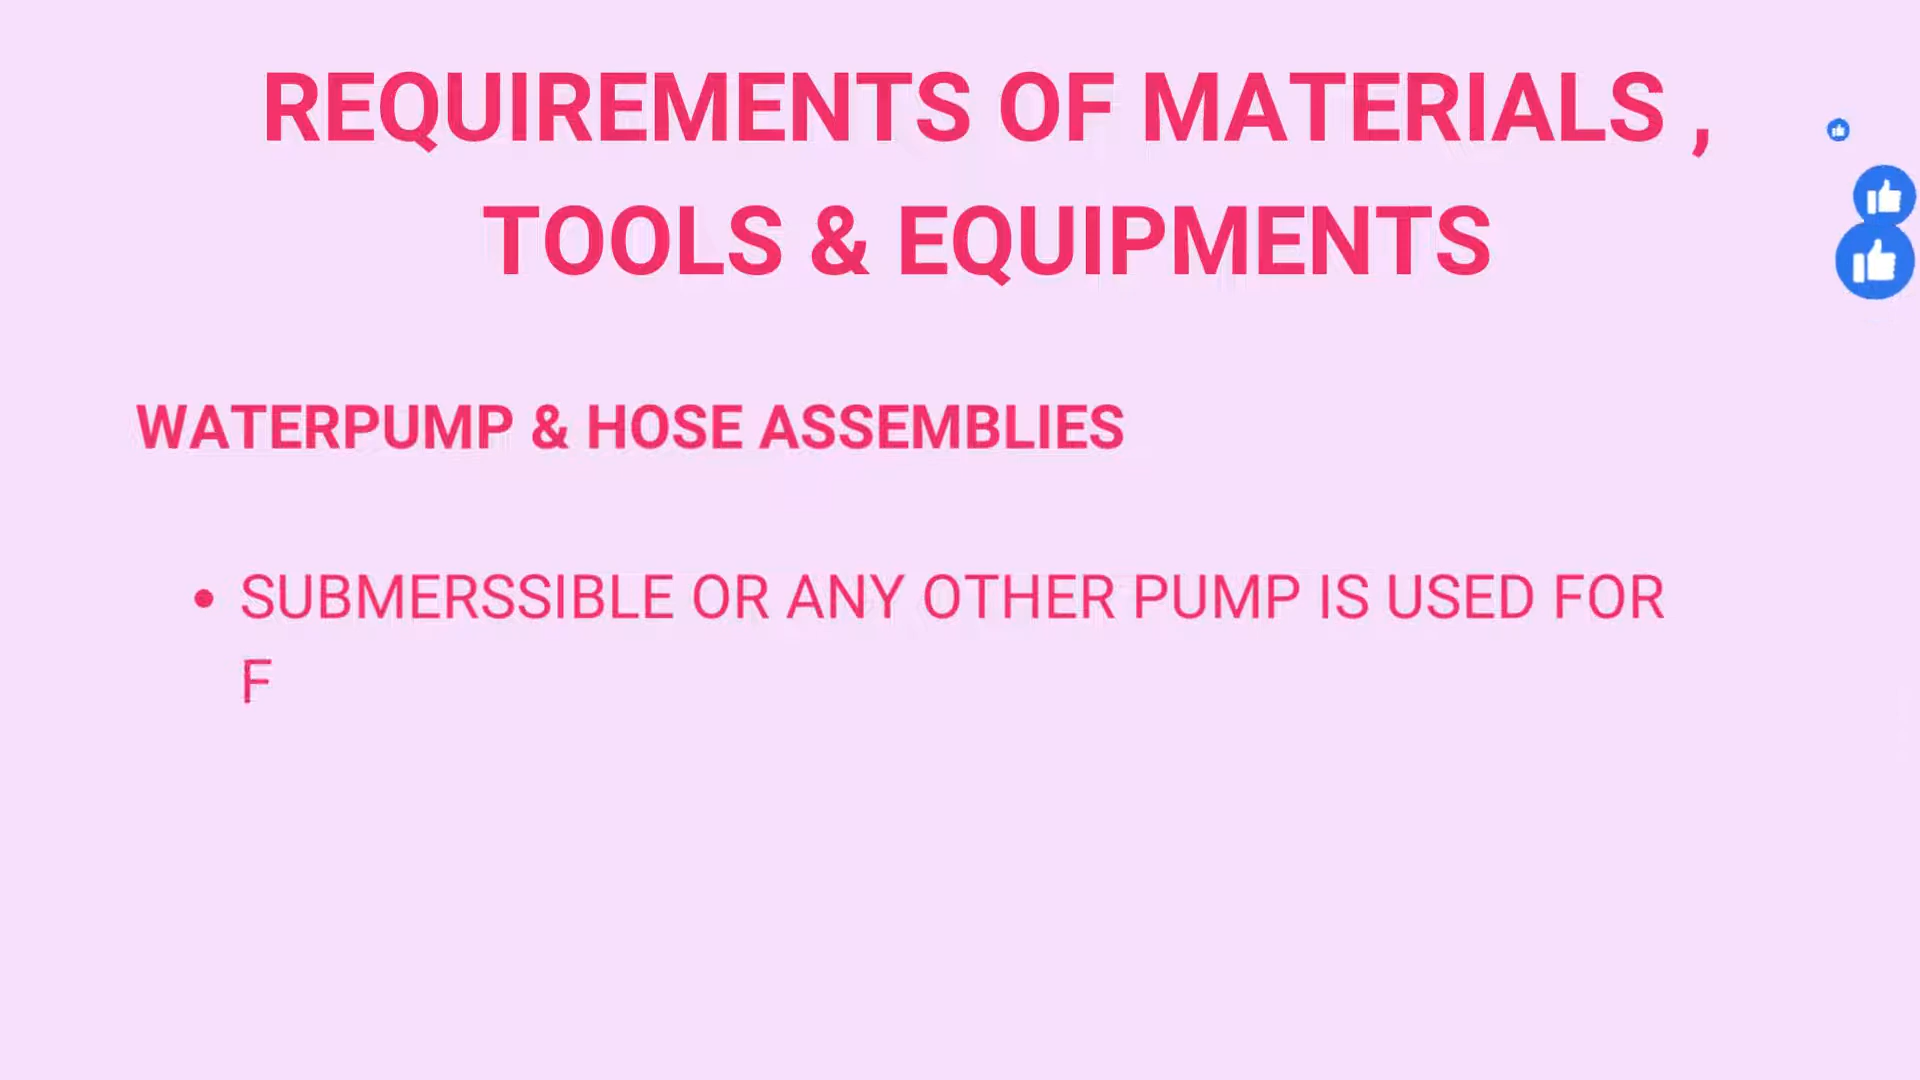 REQUIREMENTS OF MATERIALS ,
TOOLS & EQUIPMENTS
WATERPUMP & HOSE ASSEMBLIES
• SUBMERSSIBLE OR ANY OTHER PUMP IS USED FOR
F